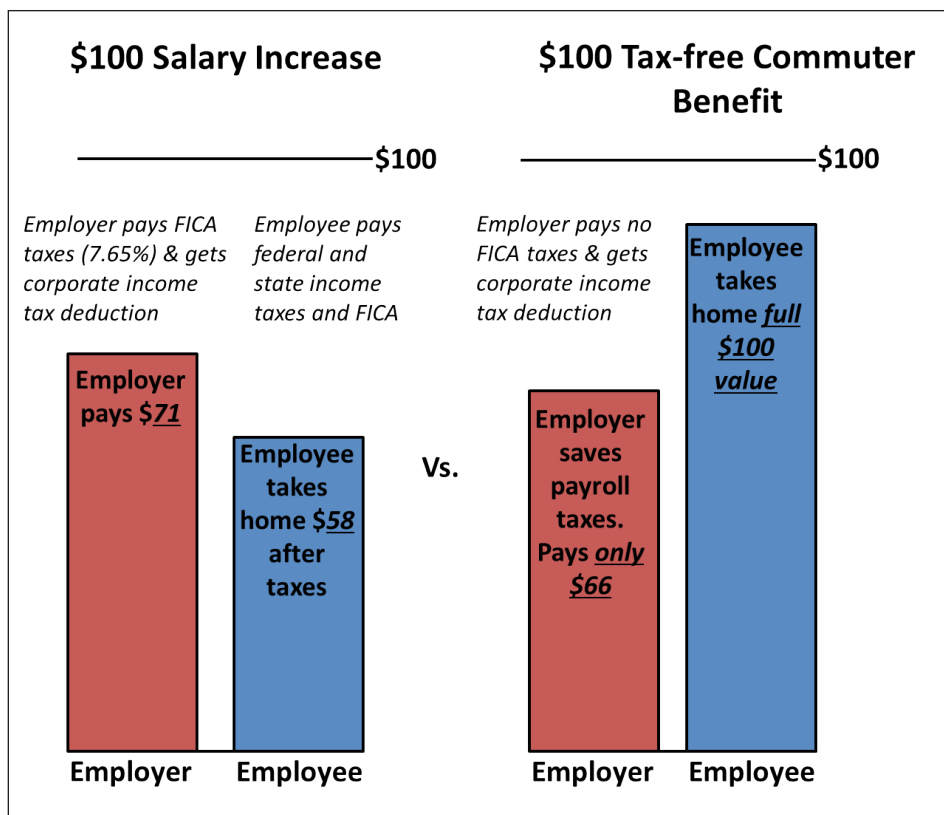 $100 Salary Increase
$100
Employer pays FICA
taxes (7.65%) & gets
corporate income
tax deduction
Employee pays
federal and
state income
taxes and FICA
Employer
pays $71
Employee
takes
home $58
after
taxes
Employer
Employee
Vs.
$100 Tax-free Commuter
Benefit
$100
Employer pays no
FICA taxes & gets
corporate income
tax deduction
Employer
saves
payroll
taxes.
Pays only
$66
Employee
takes
home full
$100
value
Employer
Employee